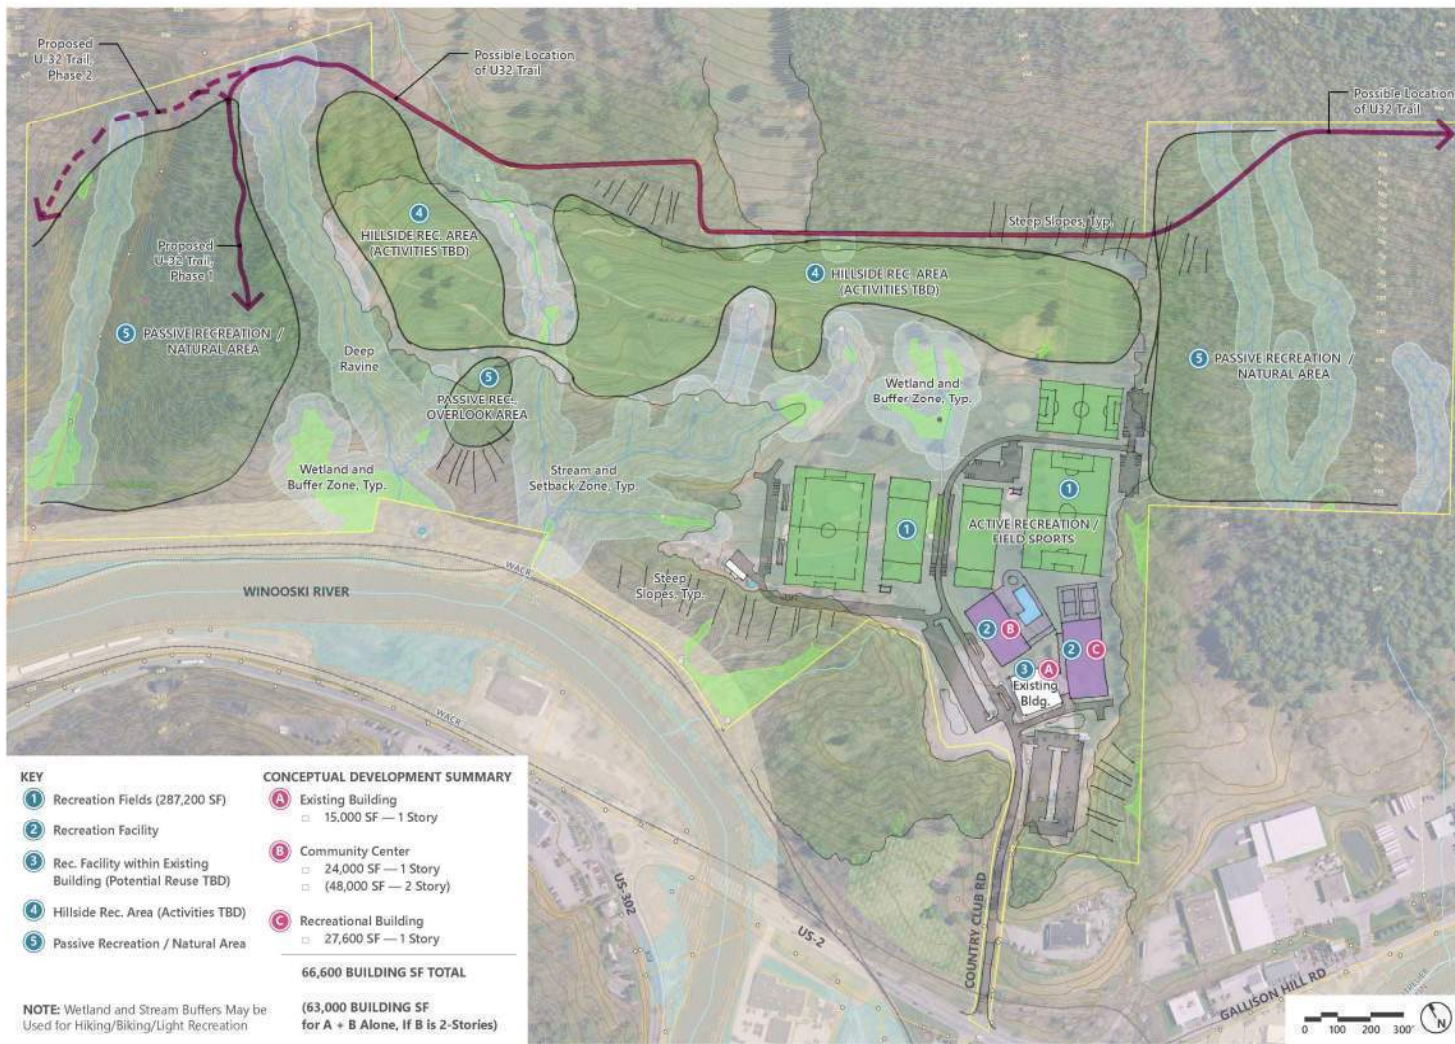 Proposed
U-32 Trail,
Phase 2
Possible Location
of U32 Trail
Possible Location
of U32 Trail
4
HILLSIDE REC. AREA
(ACTIVITIES TBD)
Steep Slopes, Typ.
Proposed
U-32 Trail,
Phase 1
4 HILLSIDE REC. AREA
(ACTIVITIES TBD)
5 PASSIVE RECREATION /
NATURAL AREA
Deep
Ravine
5
PASSIVE REC.,
OVERLOOK AREA
Wetland and
Buffer Zone, Typ.
5 PASSIVE RECREATION /
NATURAL AREA
Wetland and
Buffer Zone, Typ.
Stream and
Setback Zone, Typ.
1
1
ACTIVE RECREATION /
FIELD SPORTS
WACR
WINOOSKI RIVER
Steep
Slopes, Typ.
2 B
2 C
3 A
Existing
Bldg.
WACR
US-302
US-2
COUNTRY CLUB RD
GALLISON HILL RD
KEY
1 Recreation Fields (287,200 SF)
2 Recreation Facility
3 Rec. Facility within Existing
Building (Potential Reuse TBD)
4 Hillside Rec. Area (Activities TBD)
5 Passive Recreation / Natural Area
NOTE: Wetland and Stream Buffers May be
Used for Hiking/Biking/Light Recreation
CONCEPTUAL DEVELOPMENT SUMMARY
A Existing Building
□ 15,000 SF — 1 Story
B Community Center
□ 24,000 SF — 1 Story
□ (48,000 SF — 2 Story)
C Recreational Building
□ 27,600 SF — 1 Story
66,600 BUILDING SF TOTAL
(63,000 BUILDING SF
for A + B Alone, If B is 2-Stories)
0 100 200 300'
N